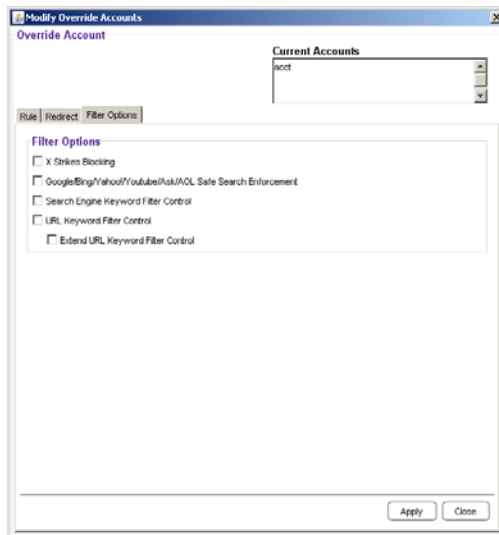 Modify Override Accounts
Override Account
Current Accounts
acct
Rule Redirect Filter Options
Filter Options
X Strikes Blocking
Google/Bing/Yahoo!/Youtube/Ask/AOL Safe Search Enforcement
Search Engine Keyword Filter Control
URL Keyword Filter Control
Extend URL Keyword Filter Control
Apply Close